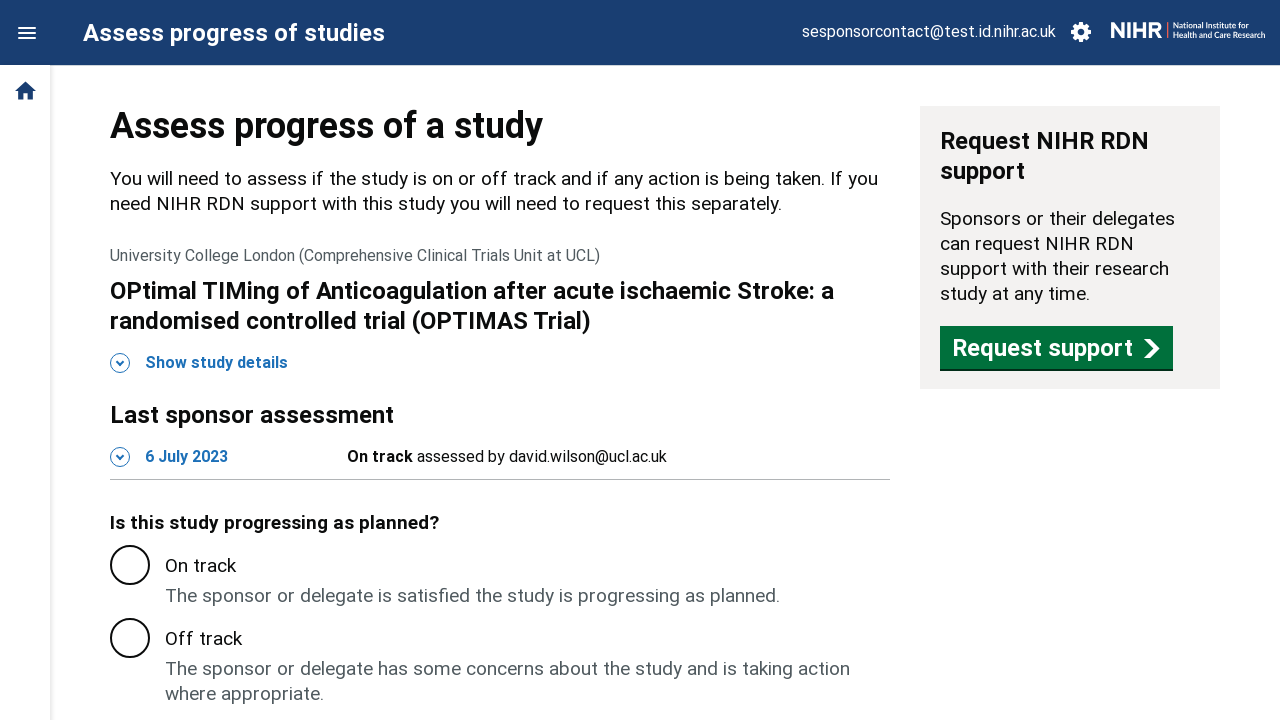 Assess progress of studies
sesponsorcontact@test.id.nihr.ac.uk
NIHR
National Institute for
Health and Care Research
Assess progress of a study
You will need to assess if the study is on or off track and if any action is being taken. If you
need NIHR RDN support with this study you will need to request this separately.
University College London (Comprehensive Clinical Trials Unit at UCL)
OPtimal TIMing of Anticoagulation after acute ischaemic Stroke: a
randomised controlled trial (OPTIMAS Trial)
Show study details
Last sponsor assessment
6 July 2023 On track assessed by david.wilson@ucl.ac.uk
Is this study progressing as planned?
On track
The sponsor or delegate is satisfied the study is progressing as planned.
Off track
The sponsor or delegate has some concerns about the study and is taking action
where appropriate.
Request NIHR RDN
support
Sponsors or their delegates
can request NIHR RDN
support with their research
study at any time.
Request support